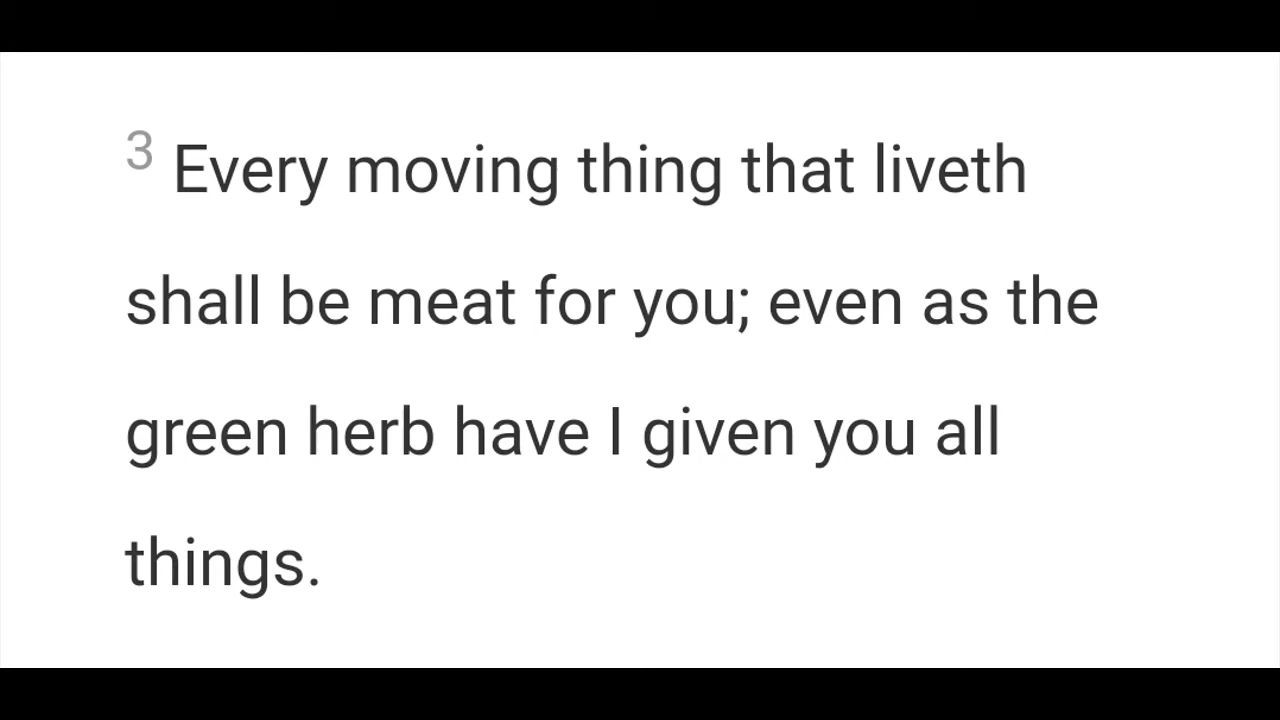 3 Every moving thing that liveth
shall be meat for you; even as the
green herb have I given you all
things.